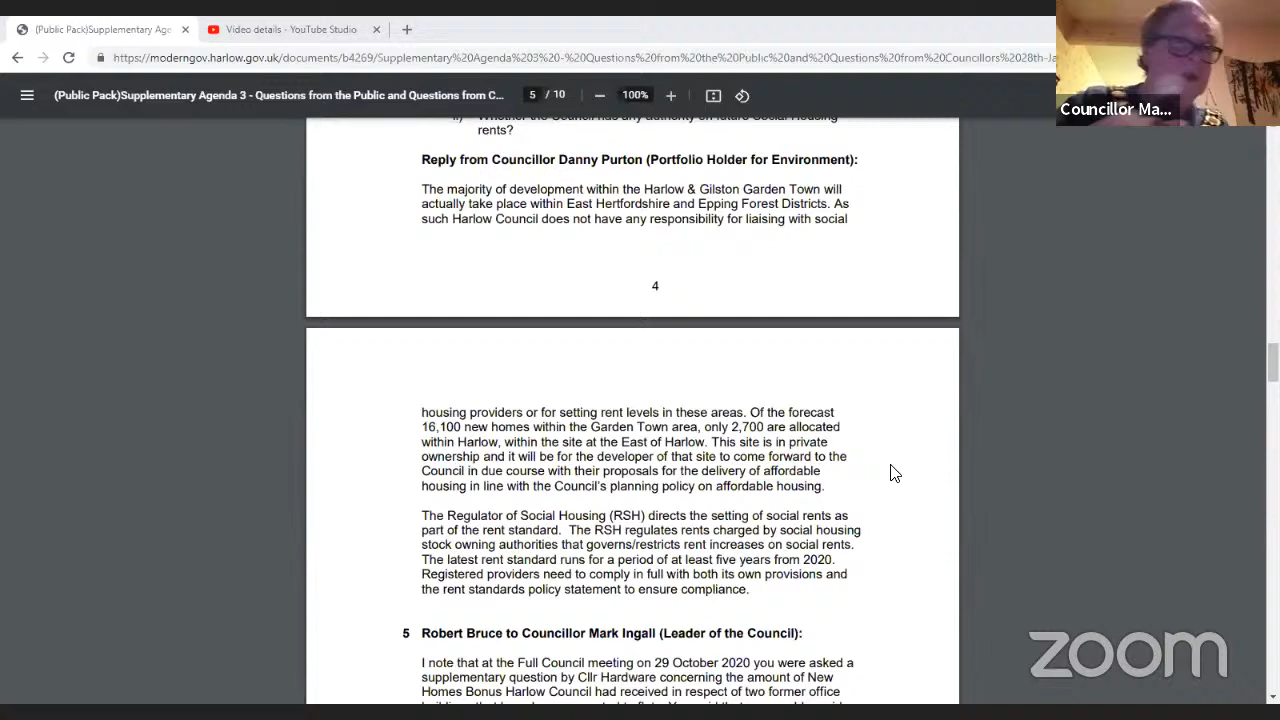 (Public Pack)Supplementary Age
Video details - YouTube Studio
https://moderngov.harlow.gov.uk/documents/b4269/Supplementary%20Agenda%203%20-%20Questions%20from%20the%20Public%20and%20Questions%20from%20Councillors%2028th-Ja
(Public Pack)Supplementary Agenda 3 - Questions from the Public and Questions from C...
5 / 10
100%
Councillor Ma...
ii) Whether the Council has any authority on future Social Housing
rents?
Reply from Councillor Danny Purton (Portfolio Holder for Environment):
The majority of development within the Harlow & Gilston Garden Town will
actually take place within East Hertfordshire and Epping Forest Districts. As
such Harlow Council does not have any responsibility for liaising with social
4
housing providers or for setting rent levels in these areas. Of the forecast
16,100 new homes within the Garden Town area, only 2,700 are allocated
within Harlow, within the site at the East of Harlow. This site is in private
ownership and it will be for the developer of that site to come forward to the
Council in due course with their proposals for the delivery of affordable
housing in line with the Council's planning policy on affordable housing.
The Regulator of Social Housing (RSH) directs the setting of social rents as
part of the rent standard. The RSH regulates rents charged by social housing
stock owning authorities that governs/restricts rent increases on social rents.
The latest rent standard runs for a period of at least five years from 2020.
Registered providers need to comply in full with both its own provisions and
the rent standards policy statement to ensure compliance.
5 Robert Bruce to Councillor Mark Ingall (Leader of the Council):
I note that at the Full Council meeting on 29 October 2020 you were asked a
supplementary question by Cllr Hardware concerning the amount of New
Homes Bonus Harlow Council had received in respect of two former office
zoom